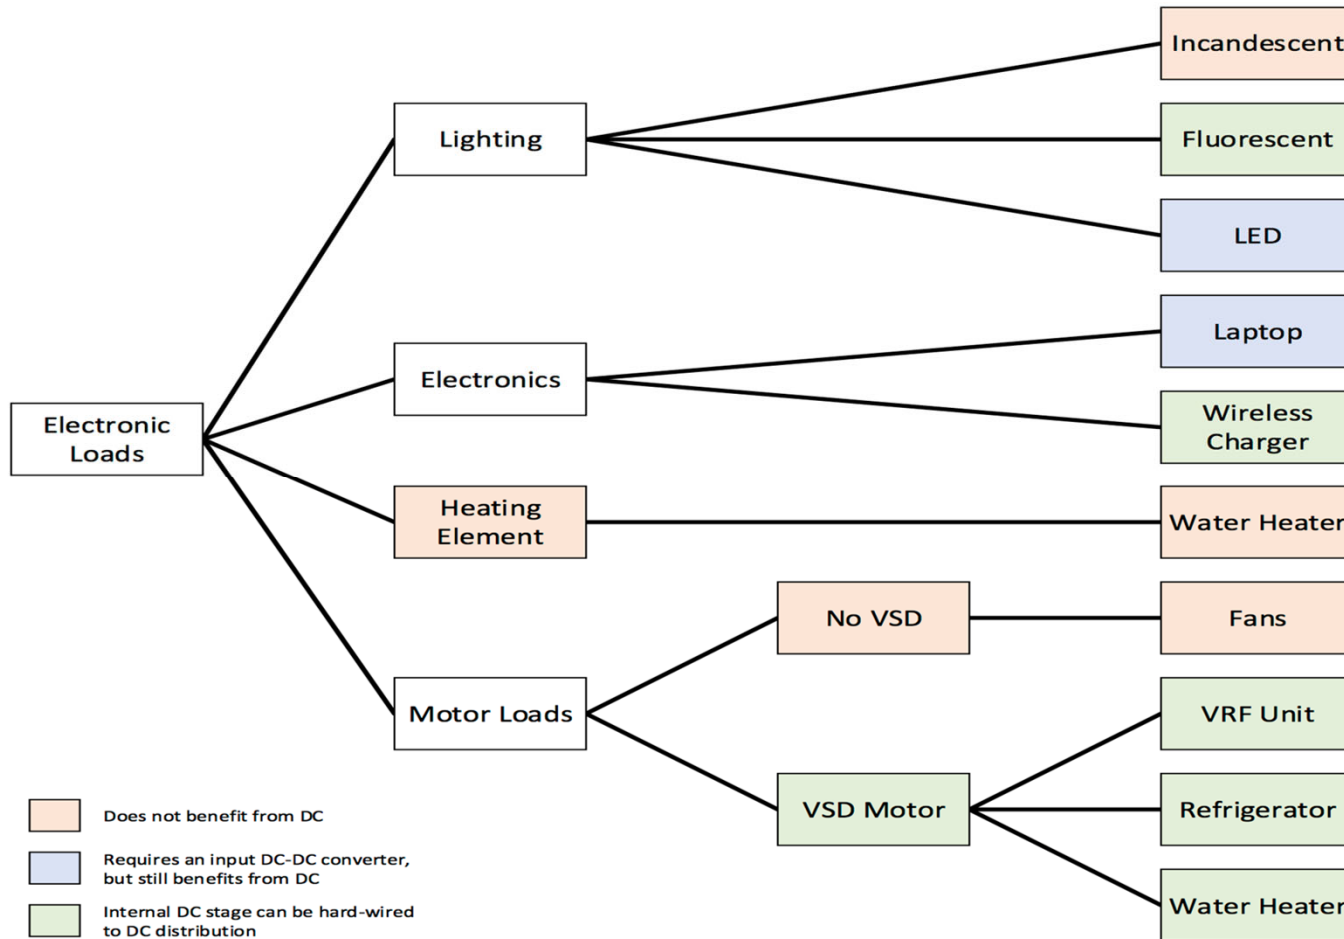 Incandescent
Lighting
Fluorescent
LED
Laptop
Electronics
Wireless
Charger
Electronic
Loads
Heating
Element
Water Heater
No VSD
Fans
Motor Loads
VRF Unit
VSD Motor
Refrigerator
Water Heater
Does not benefit from DC
Requires an input DC-DC converter,
but still benefits from DC
Internal DC stage can be hard-wired
to DC distribution